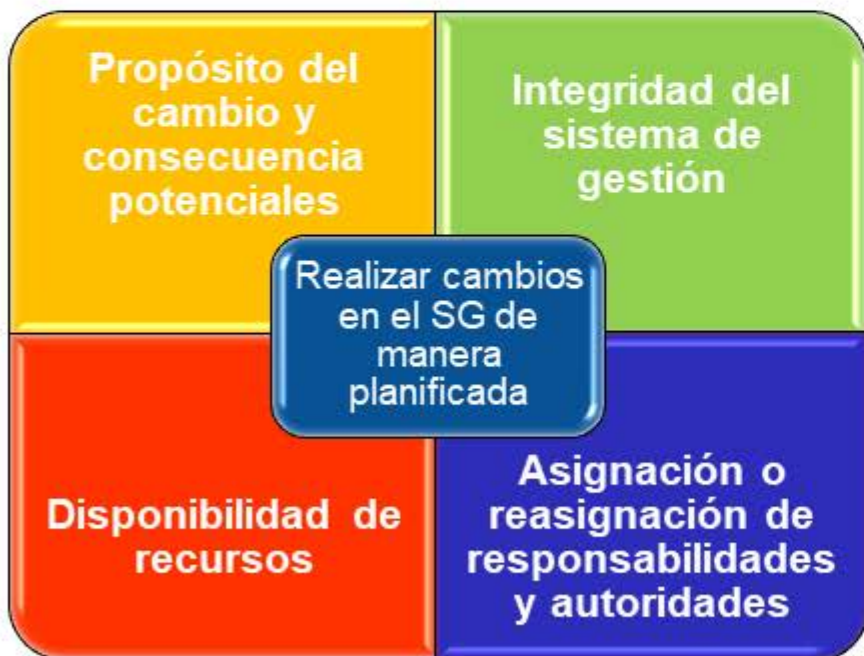 Propósito del
cambio y
consecuencia
potenciales
Integridad del
sistema de
gestión
Realizar cambios
en el SG de
manera
planificada
Disponibilidad de
recursos
Asignación o
reasignación de
responsabilidades
y autoridades